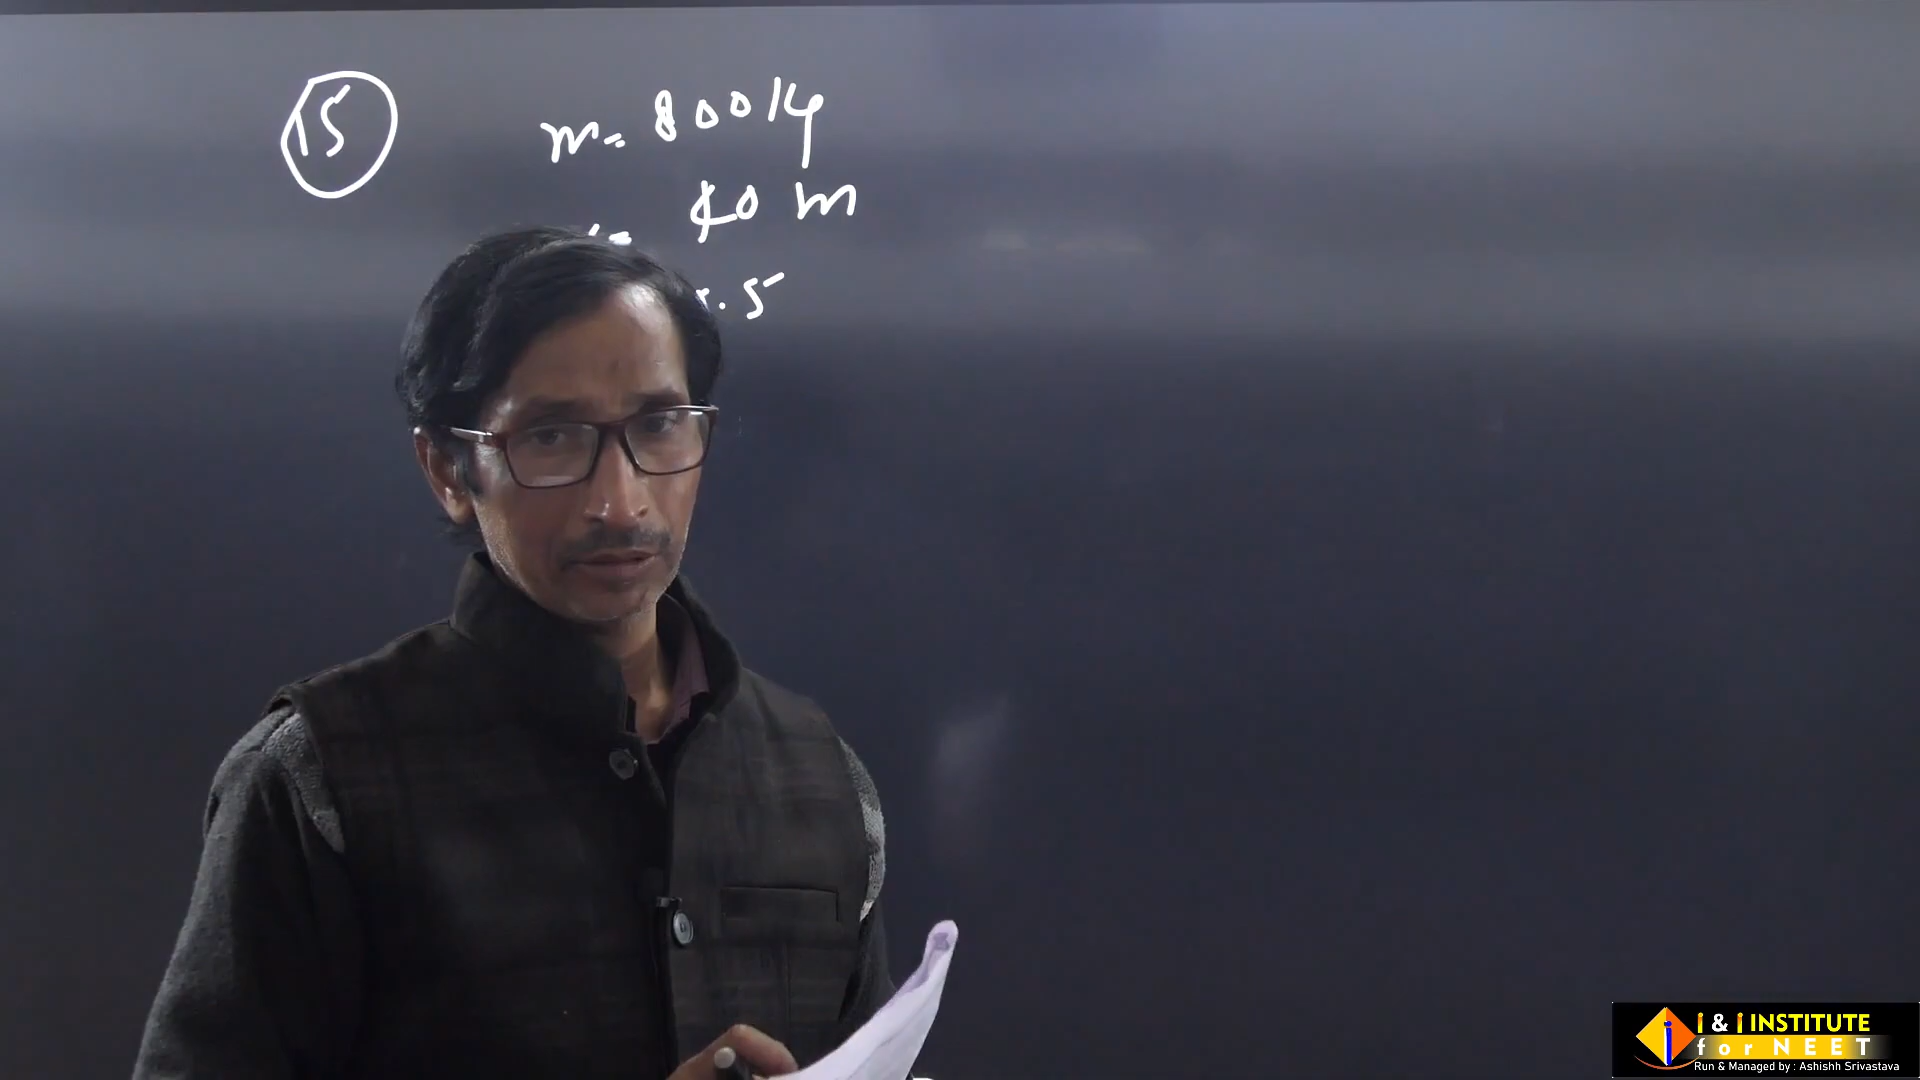 15
m = 800 kg
= 40 m
.5
i & i INSTITUTE
for NEET
Run & Managed by : Ashishh Srivastava